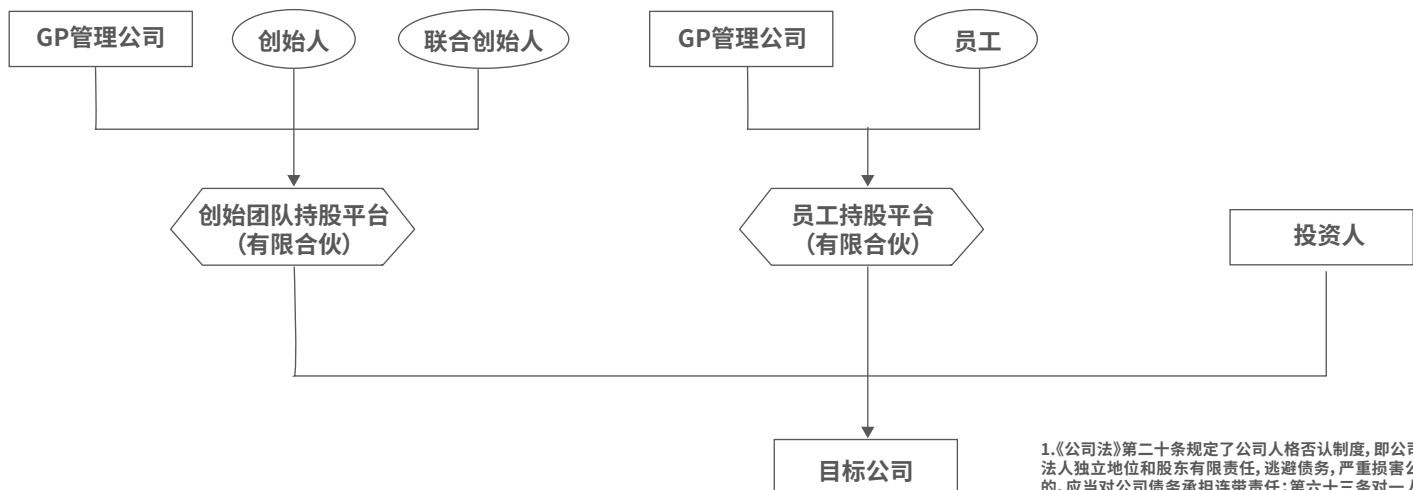 GP管理公司
创始人
联合创始人
GP管理公司
员工
创始团队持股平台
（有限合伙）
员工持股平台
（有限合伙）
投资人
目标公司
1.《公司法》第二十条规定了公司人格否认制度，即公司
法人独立地位和股东有限责任，逃避债务，严重损害公
的，应当对公司债务承担连带责任；第六十三条对一人